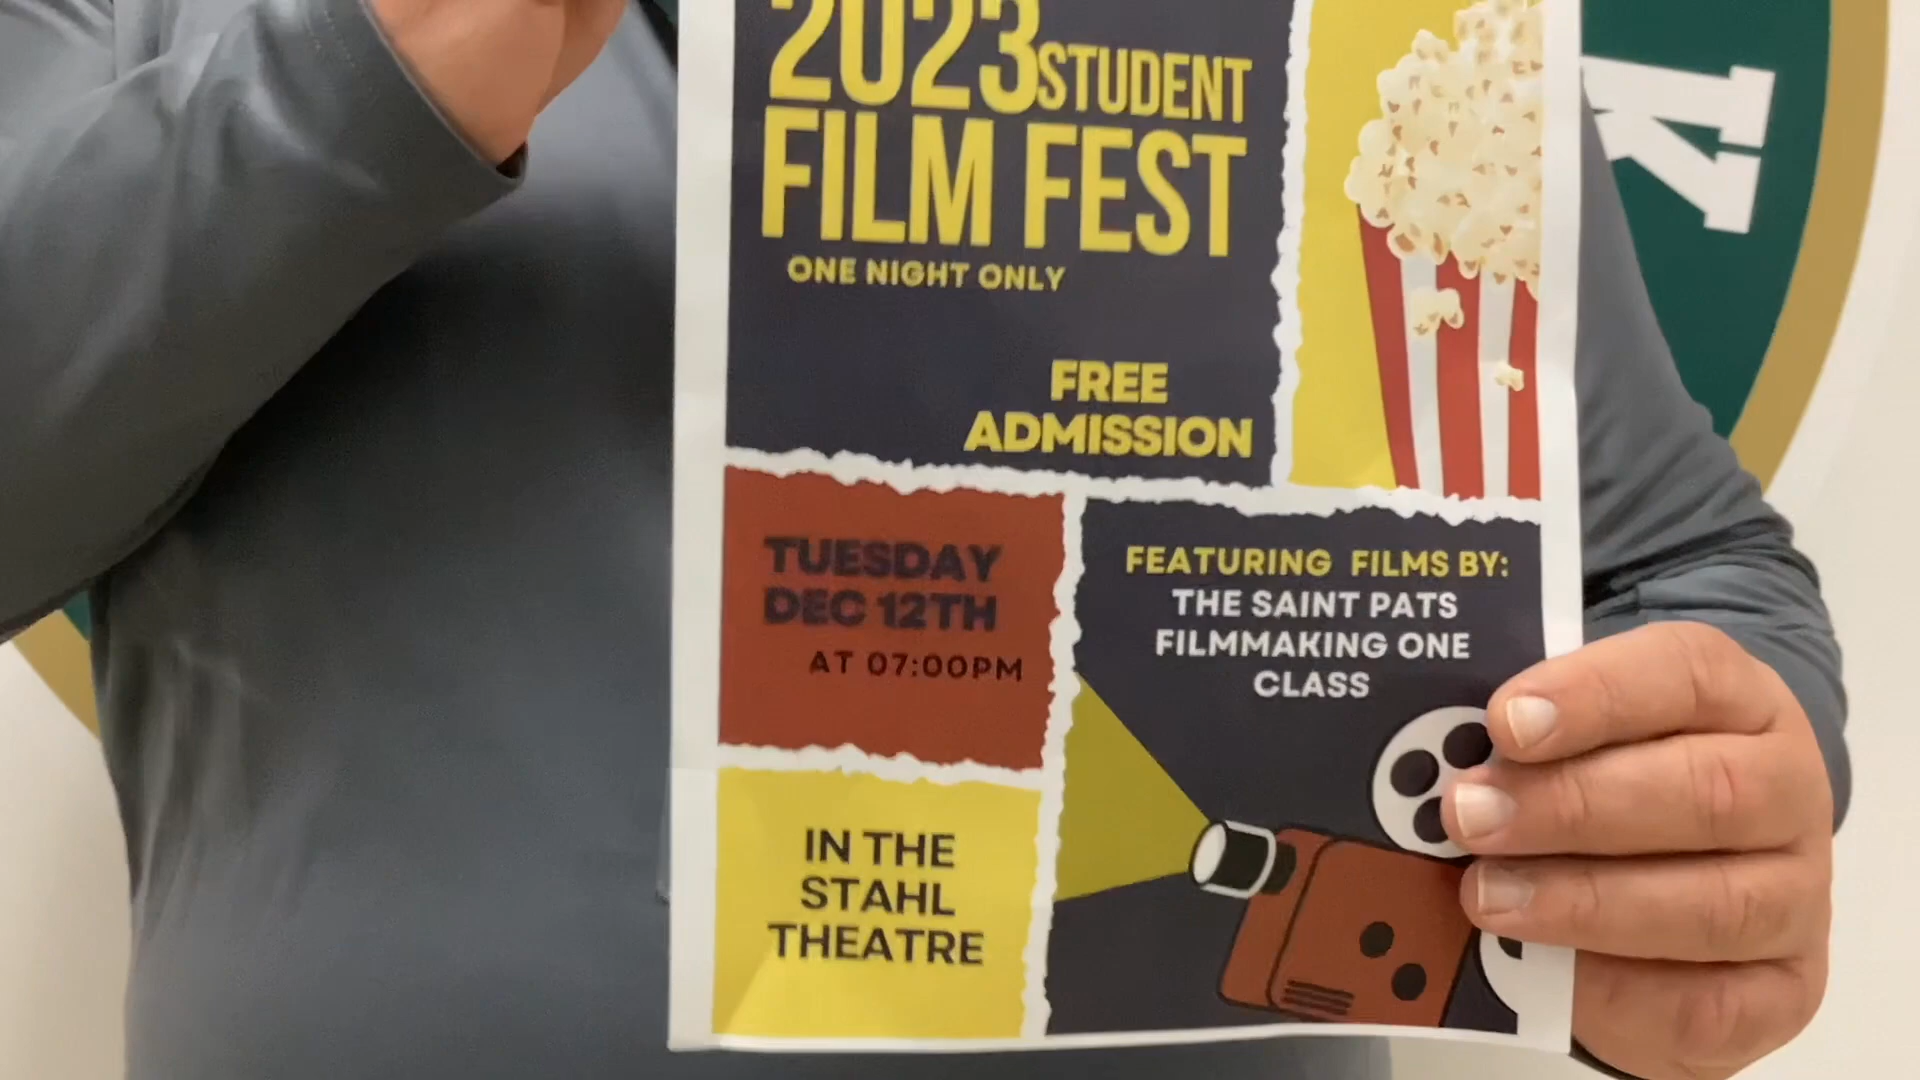 2023 STUDENT
FILM FEST
ONE NIGHT ONLY
FREE
ADMISSION
TUESDAY
DEC 12TH
AT 07:00PM
FEATURING FILMS BY:
THE SAINT PATS
FILMMAKING ONE
CLASS
IN THE
STAHL
THEATRE
K